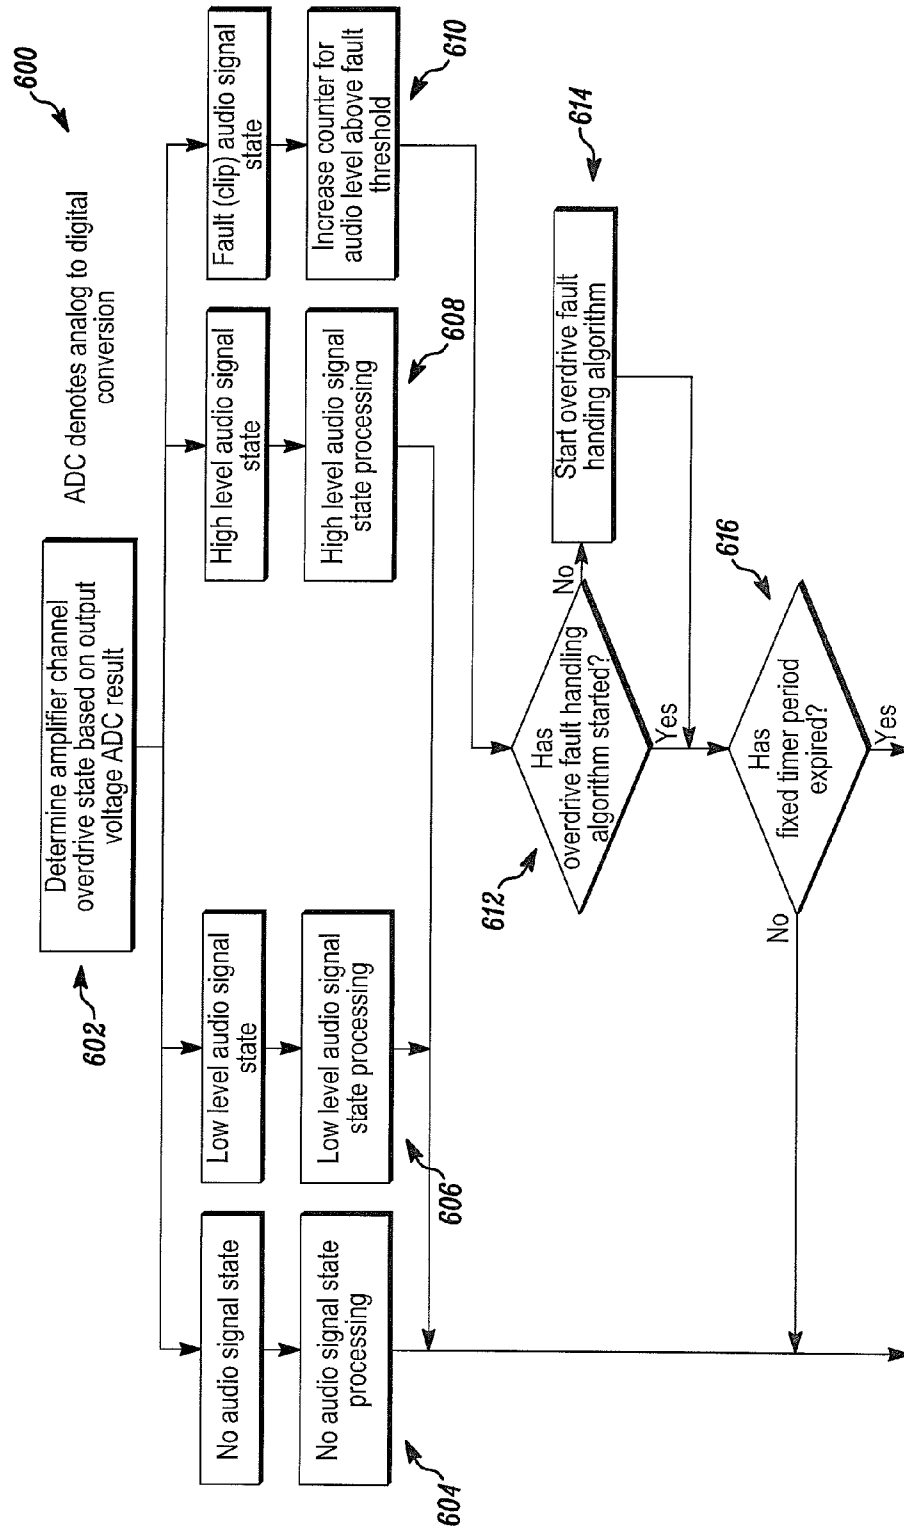 600
ADC denotes analog to digital
conversion
Determine amplifier channel
overdrive state based on output
voltage ADC result
602
No audio signal state
Low level audio signal
state
High level audio signal
state
Fault (clip) audio signal
state
No audio signal state
processing
604
Low level audio signal
state processing
606
High level audio signal
state processing
608
Increase counter for
audio level above fault
threshold
610
Has
overdrive fault handling
algorithm started?
612
No
Yes
Start overdrive fault
handing algorithm
614
Has
fixed timer period
expired?
616
No
Yes